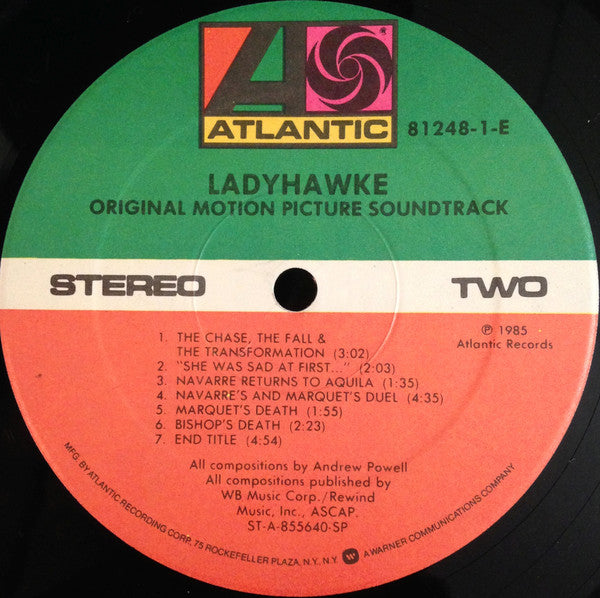 ATLANTIC
®
81248-1-E
LADYHAWKE
ORIGINAL MOTION PICTURE SOUNDTRACK
STEREO
TWO
℗ 1985
Atlantic Records
1. THE CHASE, THE FALL &
THE TRANSFORMATION (3:02)
2. "SHE WAS SAD AT FIRST..." (2:03)
3. NAVARRE RETURNS TO AQUILA (1:35)
4. NAVARRE'S AND MARQUET'S DUEL (4:35)
5. MARQUET'S DEATH (1:55)
6. BISHOP'S DEATH (2:23)
7. END TITLE (4:54)
All compositions by Andrew Powell
All compositions published by
WB Music Corp./Rewind
Music, Inc., ASCAP.
ST-A-855640-SP
MFG. BY ATLANTIC RECORDING CORP. 75 ROCKEFELLER PLAZA, N.Y. N.Y. W A WARNER COMMUNICATIONS COMPANY